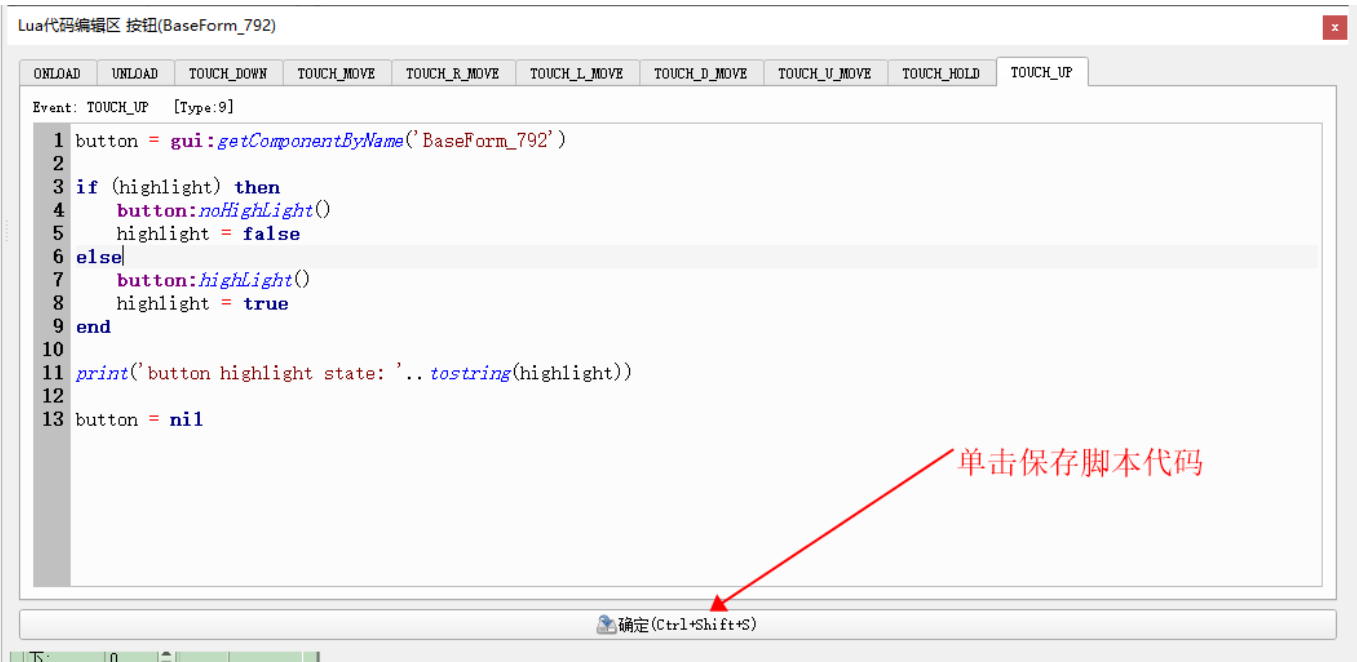 Lua代码编辑区 按钮(BaseForm_792)
x
ONLOAD UNLOAD TOUCH_DOWN TOUCH_MOVE TOUCH_R_MOVE TOUCH_L_MOVE TOUCH_D_MOVE TOUCH_U_MOVE TOUCH_HOLD TOUCH_UP
Event: TOUCH_UP [Type:9]
1 button = gui:getComponentByName('BaseForm_792')
2
3 if (highlight) then
4 button:noHighLight()
5 highlight = false
6 else
7 button:highLight()
8 highlight = true
9 end
10
11 print('button highlight state: '..tostring(highlight))
12
13 button = nil
单击保存脚本代码
确定(Ctrl+Shift+S)
下: 0